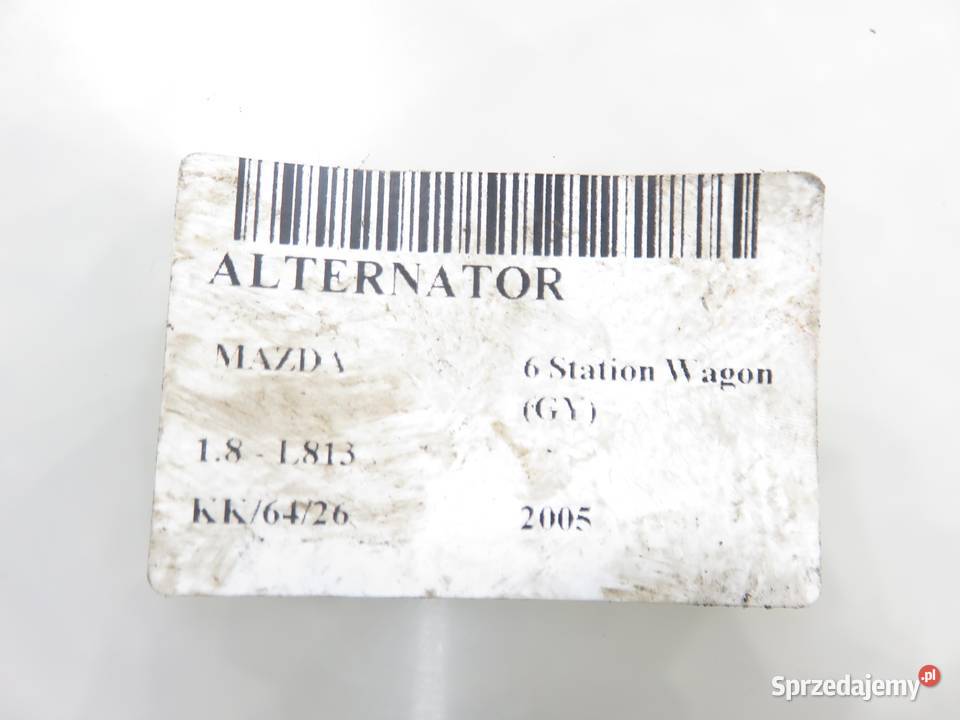 ALTERNATOR
MAZDA 6 Station Wagon
(GY)
1.8 - L813
KK/64/26 2005
Sprzedajemy.pl